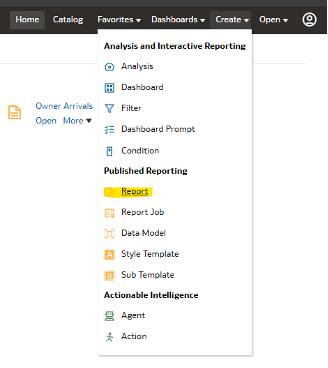 Home Catalog Favorites Dashboards Create Open
Analysis and Interactive Reporting
Analysis
Owner Arrivals
Dashboard
Open More
Filter
Dashboard Prompt
Condition
Published Reporting
Report
Report Job
Data Model
Style Template
Sub Template
Actionable Intelligence
Agent
Action